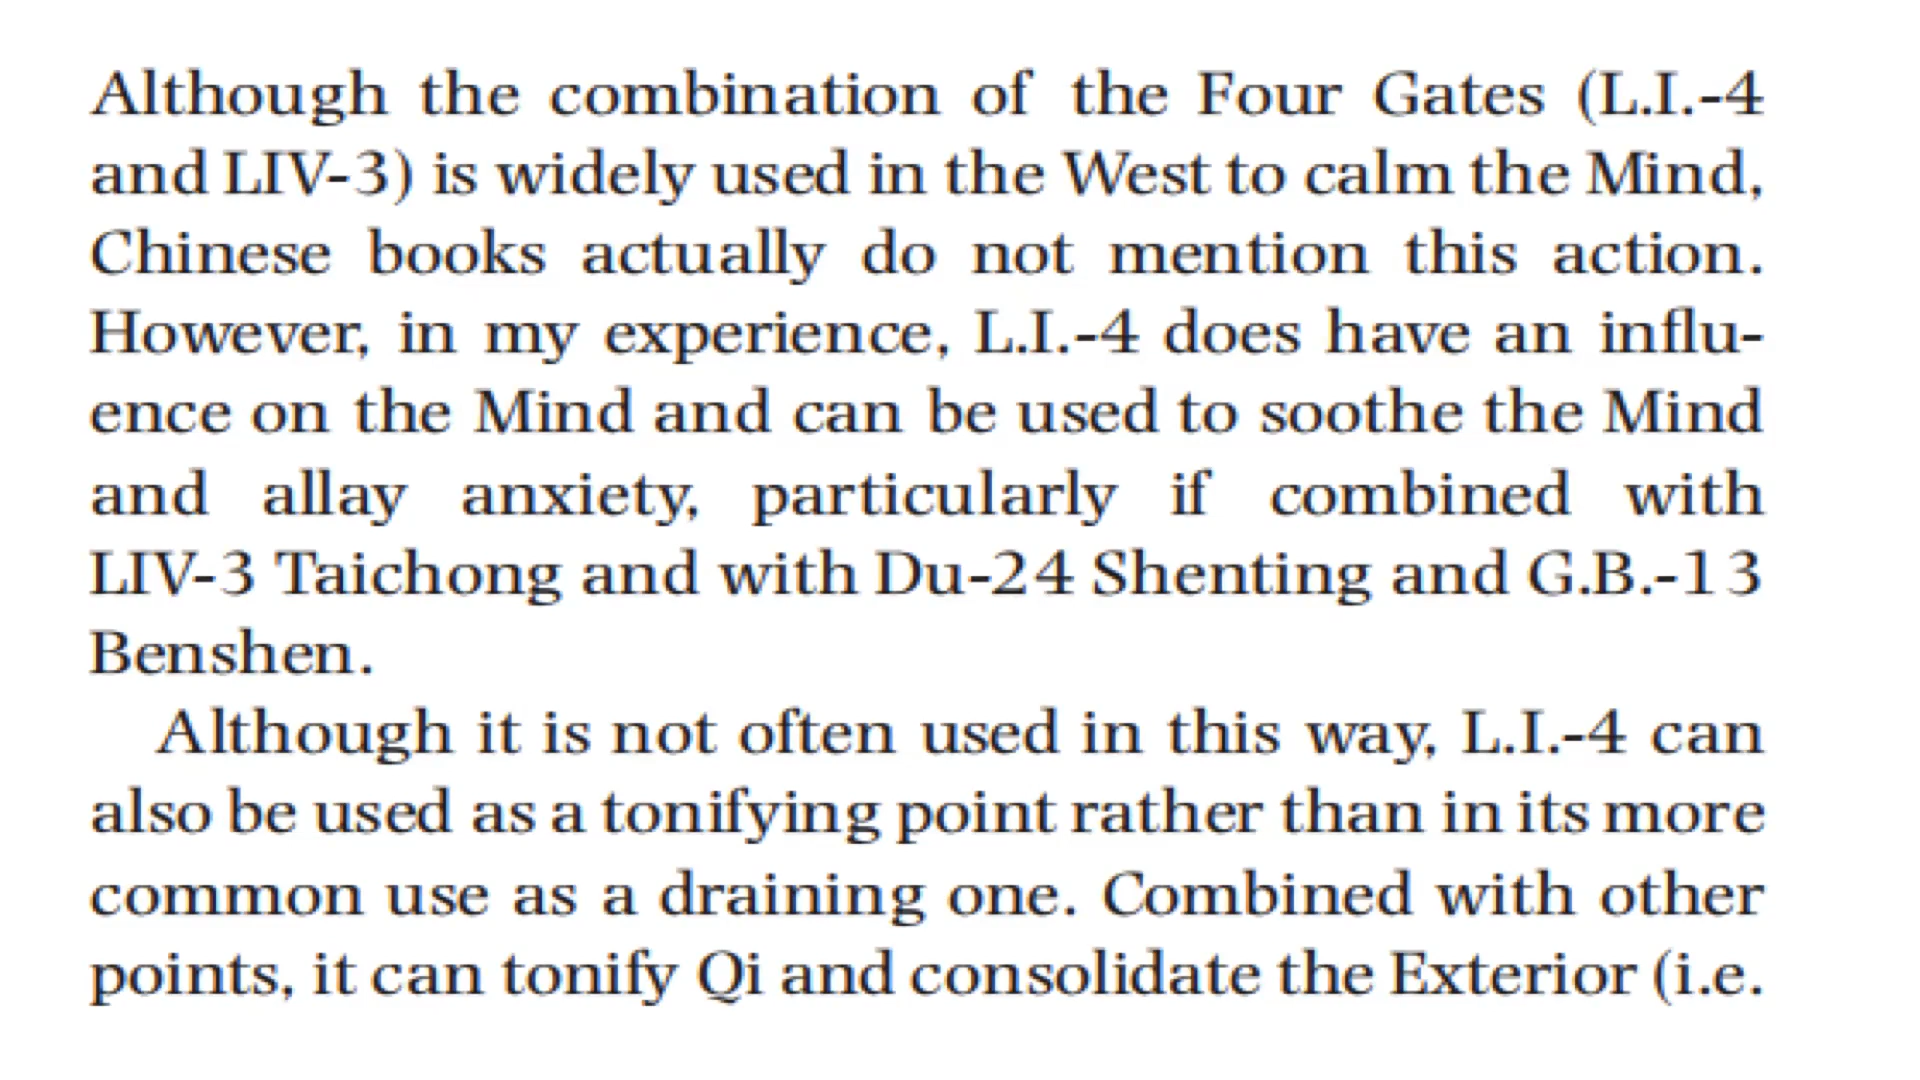 Although the combination of the Four Gates (L.I.-4
and LIV-3) is widely used in the West to calm the Mind,
Chinese books actually do not mention this action.
However, in my experience, L.I.-4 does have an influ-
ence on the Mind and can be used to soothe the Mind
and allay anxiety, particularly if combined with
LIV-3 Taichong and with Du-24 Shenting and G.B.-13
Benshen.
Although it is not often used in this way, L.I.-4 can
also be used as a tonifying point rather than in its more
common use as a draining one. Combined with other
points, it can tonify Qi and consolidate the Exterior (i.e.